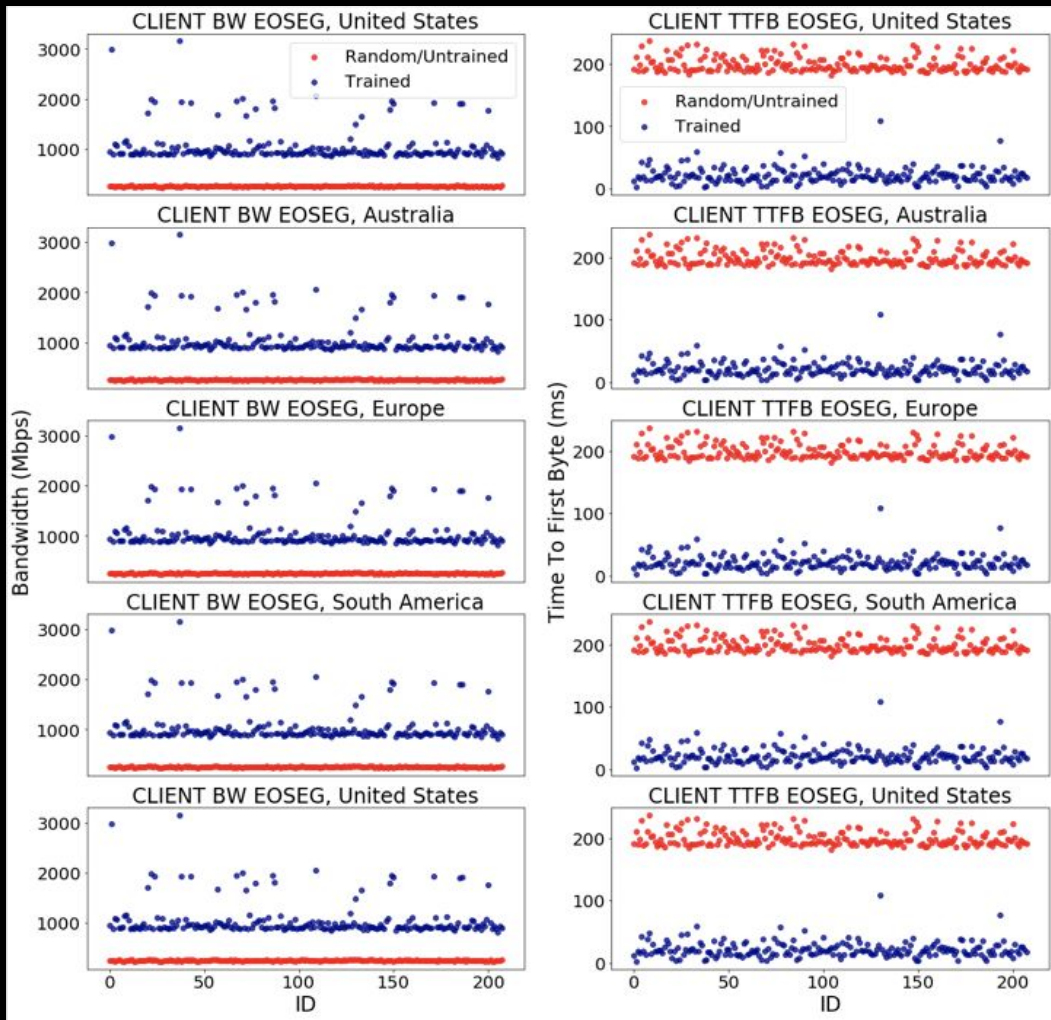 CLIENT BW EOSEG, United States
3000
2000
1000
Random/Untrained
Trained
CLIENT TTFB EOSEG, United States
200
100
0
Random/Untrained
Trained
CLIENT BW EOSEG, Australia
3000
2000
1000
CLIENT TTFB EOSEG, Australia
200
100
0
CLIENT BW EOSEG, Europe
3000
2000
1000
CLIENT TTFB EOSEG, Europe
200
100
0
Bandwidth (Mbps)
Time To First Byte (ms)
CLIENT BW EOSEG, South America
3000
2000
1000
CLIENT TTFB EOSEG, South America
200
100
0
CLIENT BW EOSEG, United States
3000
2000
1000
0 50 100 150 200
ID
CLIENT TTFB EOSEG, United States
200
100
0
0 50 100 150 200
ID